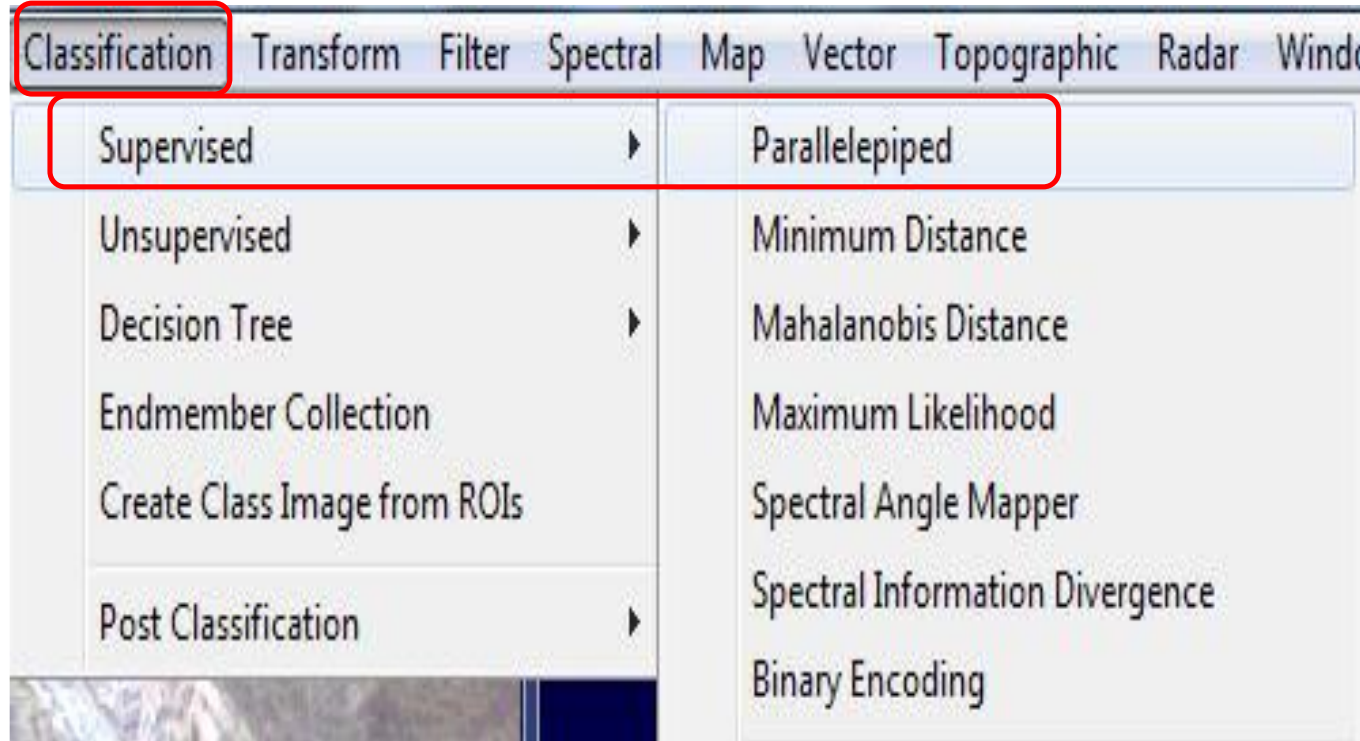 Classification Transform Filter Spectral Map Vector Topographic Radar Windo
Supervised
Unsupervised
Decision Tree
Endmember Collection
Create Class Image from ROIs
Post Classification
Parallelepiped
Minimum Distance
Mahalanobis Distance
Maximum Likelihood
Spectral Angle Mapper
Spectral Information Divergence
Binary Encoding